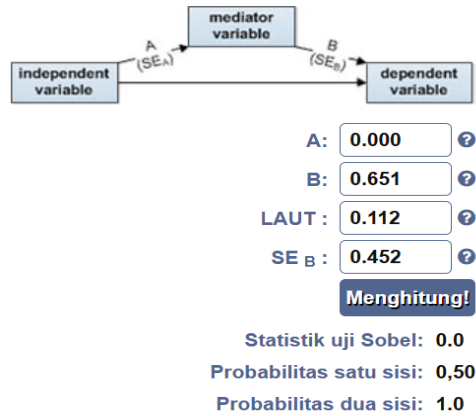 mediator
variable
A
(SEA)
B
(SEB)
independent
variable
dependent
variable
A: 0.000 ?
B: 0.651 ?
LAUT : 0.112 ?
SE B : 0.452 ?
Menghitung!
Statistik uji Sobel: 0.0
Probabilitas satu sisi: 0,50
Probabilitas dua sisi: 1.0